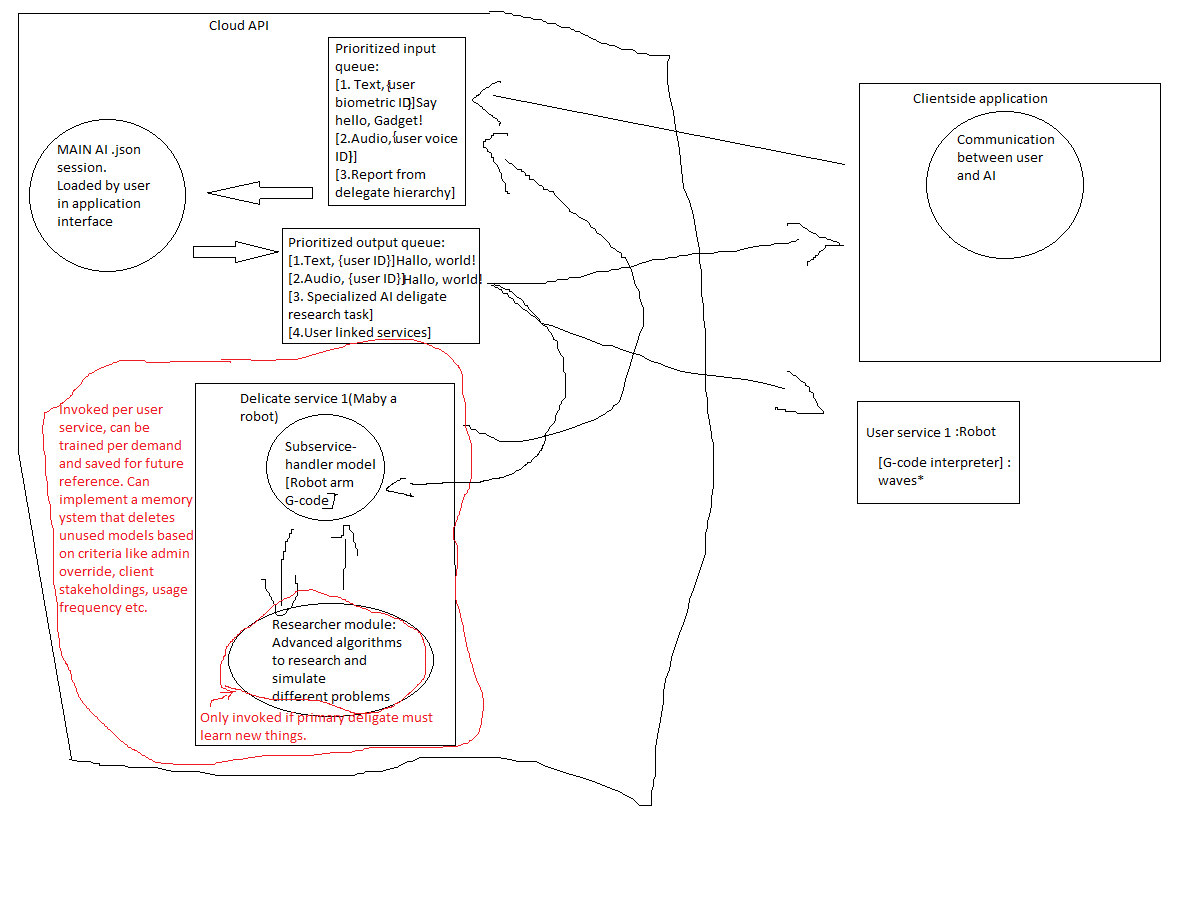 Cloud API
Prioritized input
queue:
[1. Text,{user
biometric ID}]Say
hello, Gadget!
[2.Audio,{user voice
ID}]
[3.Report from
delegate hierarchy]
MAIN AI .json
session.
Loaded by user
in application
interface
Prioritized output queue:
[1.Text, {user ID}]Hallo, world!
[2.Audio, {user ID}]Hallo, world!
[3. Specialized AI deligate
research task]
[4.User linked services]
Clientside application
Communication
between user
and AI
User service 1 :Robot
[G-code interpreter] :
waves*
Invoked per user
service, can be
trained per demand
and saved for future
reference. Can
implement a memory
ystem that deletes
unused models based
on criteria like admin
override, client
stakeholdings, usage
frequency etc.
Delicate service 1(Maby a
robot)
Subservice-
handler model
[Robot arm
G-code]
Researcher module:
Advanced algorithms
to research and
simulate
different problems
Only invoked if primary deligate must
learn new things.